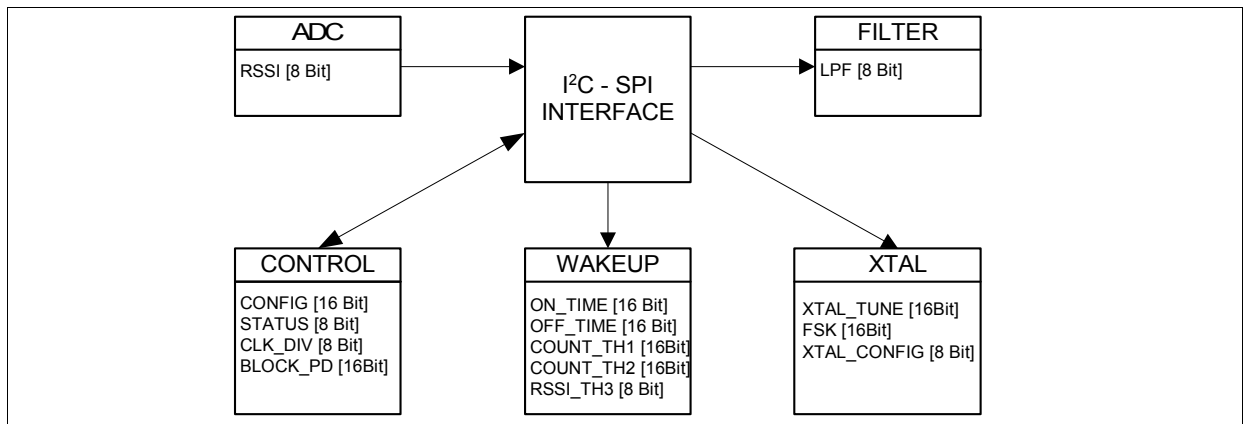 ADC
RSSI [8 Bit]
I²C - SPI
INTERFACE
FILTER
LPF [8 Bit]
CONTROL
CONFIG [16 Bit]
STATUS [8 Bit]
CLK_DIV [8 Bit]
BLOCK_PD [16Bit]
WAKEUP
ON_TIME [16 Bit]
OFF_TIME [16 Bit]
COUNT_TH1 [16Bit]
COUNT_TH2 [16Bit]
RSSI_TH3 [8 Bit]
XTAL
XTAL_TUNE [16Bit]
FSK [16Bit]
XTAL_CONFIG [8 Bit]